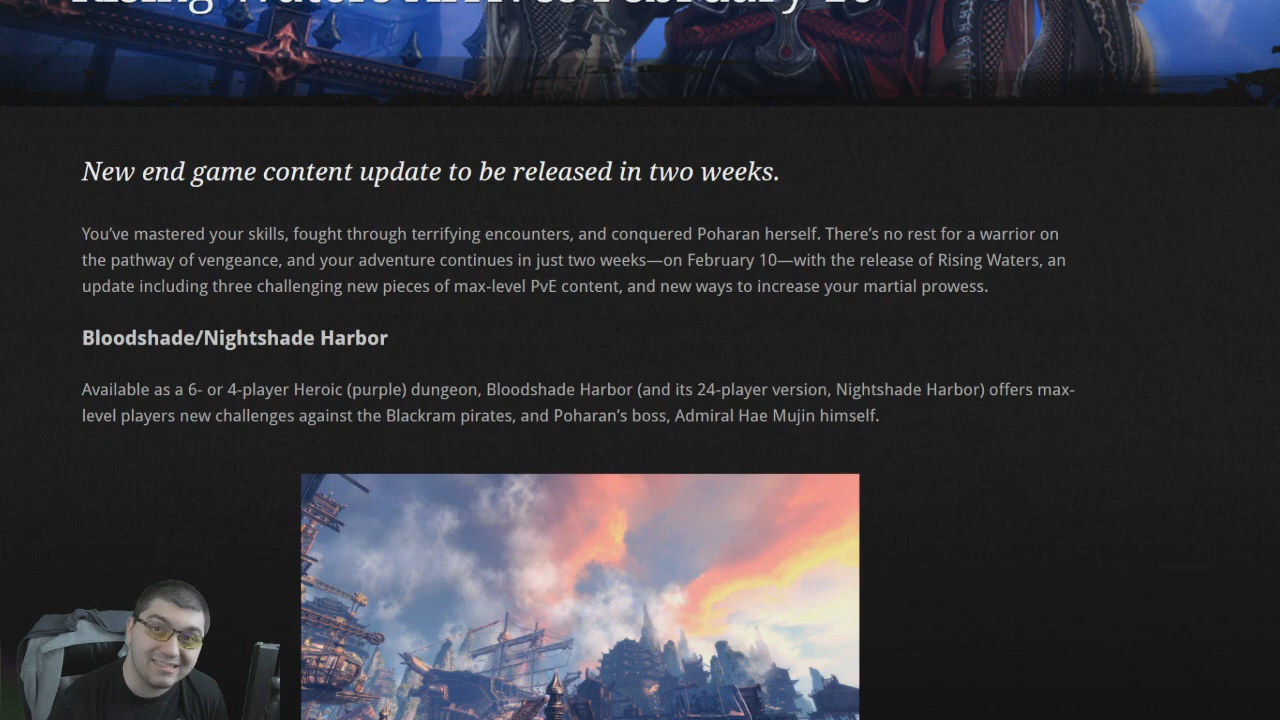 Rising Waters Arrives February 10
New end game content update to be released in two weeks.
You’ve mastered your skills, fought through terrifying encounters, and conquered Poharan herself. There’s no rest for a warrior on
the pathway of vengeance, and your adventure continues in just two weeks—on February 10—with the release of Rising Waters, an
update including three challenging new pieces of max-level PvE content, and new ways to increase your martial prowess.
Bloodshade/Nightshade Harbor
Available as a 6- or 4-player Heroic (purple) dungeon, Bloodshade Harbor (and its 24-player version, Nightshade Harbor) offers max-
level players new challenges against the Blackram pirates, and Poharan’s boss, Admiral Hae Mujin himself.